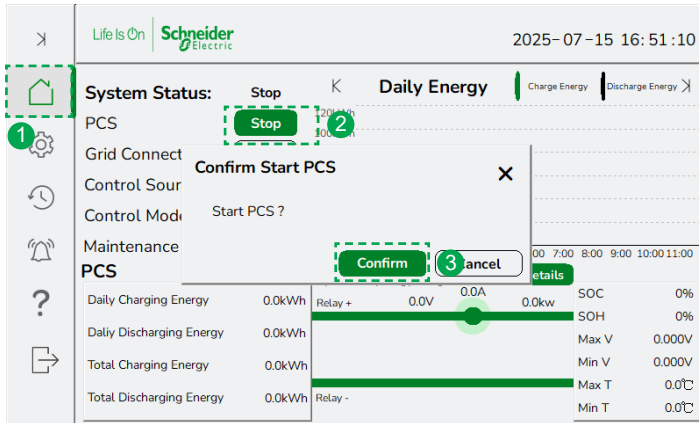 Life Is On
Schneider
Electric
2025-07-15 16:51:10
System Status: Stop
Daily Energy
Charge Energy
Discharge Energy
PCS
Stop
2
1
Grid Connect
Control Sour
Control Mode
Maintenance
Confirm Start PCS
Start PCS ?
Confirm
3
ancel
00 7:00 8:00 9:00 10:00 11:00
etails
PCS
Daily Charging Energy 0.0kWh
Daliy Discharging Energy 0.0kWh
Total Charging Energy 0.0kWh
Total Discharging Energy 0.0kWh
Relay +
0.0V
0.0A
0.0kw
Relay -
SOC 0%
SOH 0%
Max V 0.000V
Min V 0.000V
Max T 0.0℃
Min T 0.0℃